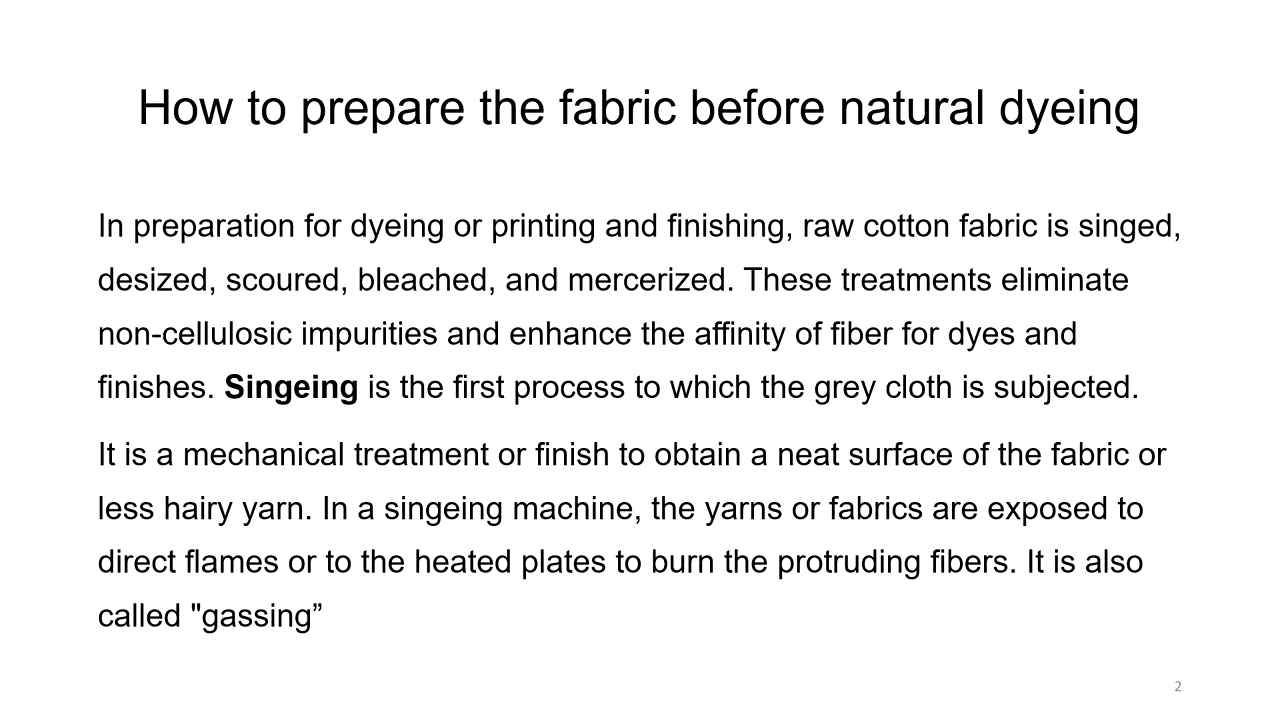 How to prepare the fabric before natural dyeing
In preparation for dyeing or printing and finishing, raw cotton fabric is singed,
desized, scoured, bleached, and mercerized. These treatments eliminate
non-cellulosic impurities and enhance the affinity of fiber for dyes and
finishes. Singeing is the first process to which the grey cloth is subjected.
It is a mechanical treatment or finish to obtain a neat surface of the fabric or
less hairy yarn. In a singeing machine, the yarns or fabrics are exposed to
direct flames or to the heated plates to burn the protruding fibers. It is also
called "gassing”
2